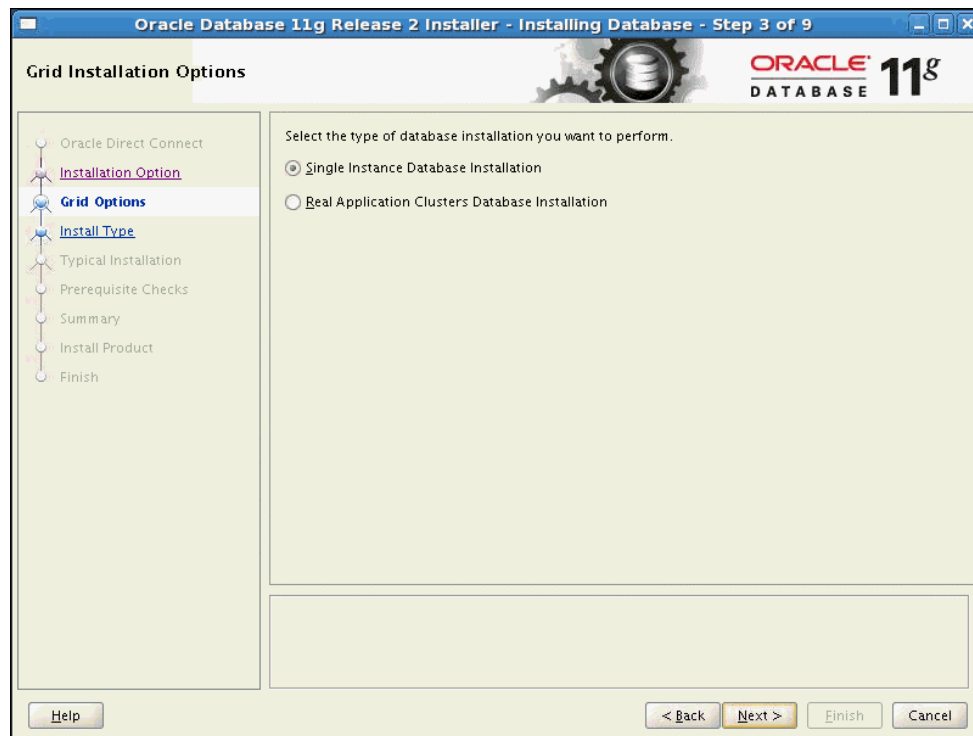 Oracle Database 11g Release 2 Installer - Installing Database - Step 3 of 9
Grid Installation Options
ORACLE
DATABASE
11g
Oracle Direct Connect
Installation Option
Grid Options
Install Type
Typical Installation
Prerequisite Checks
Summary
Install Product
Finish
Select the type of database installation you want to perform.
Single Instance Database Installation
Real Application Clusters Database Installation
Help
< Back
Next >
Finish
Cancel